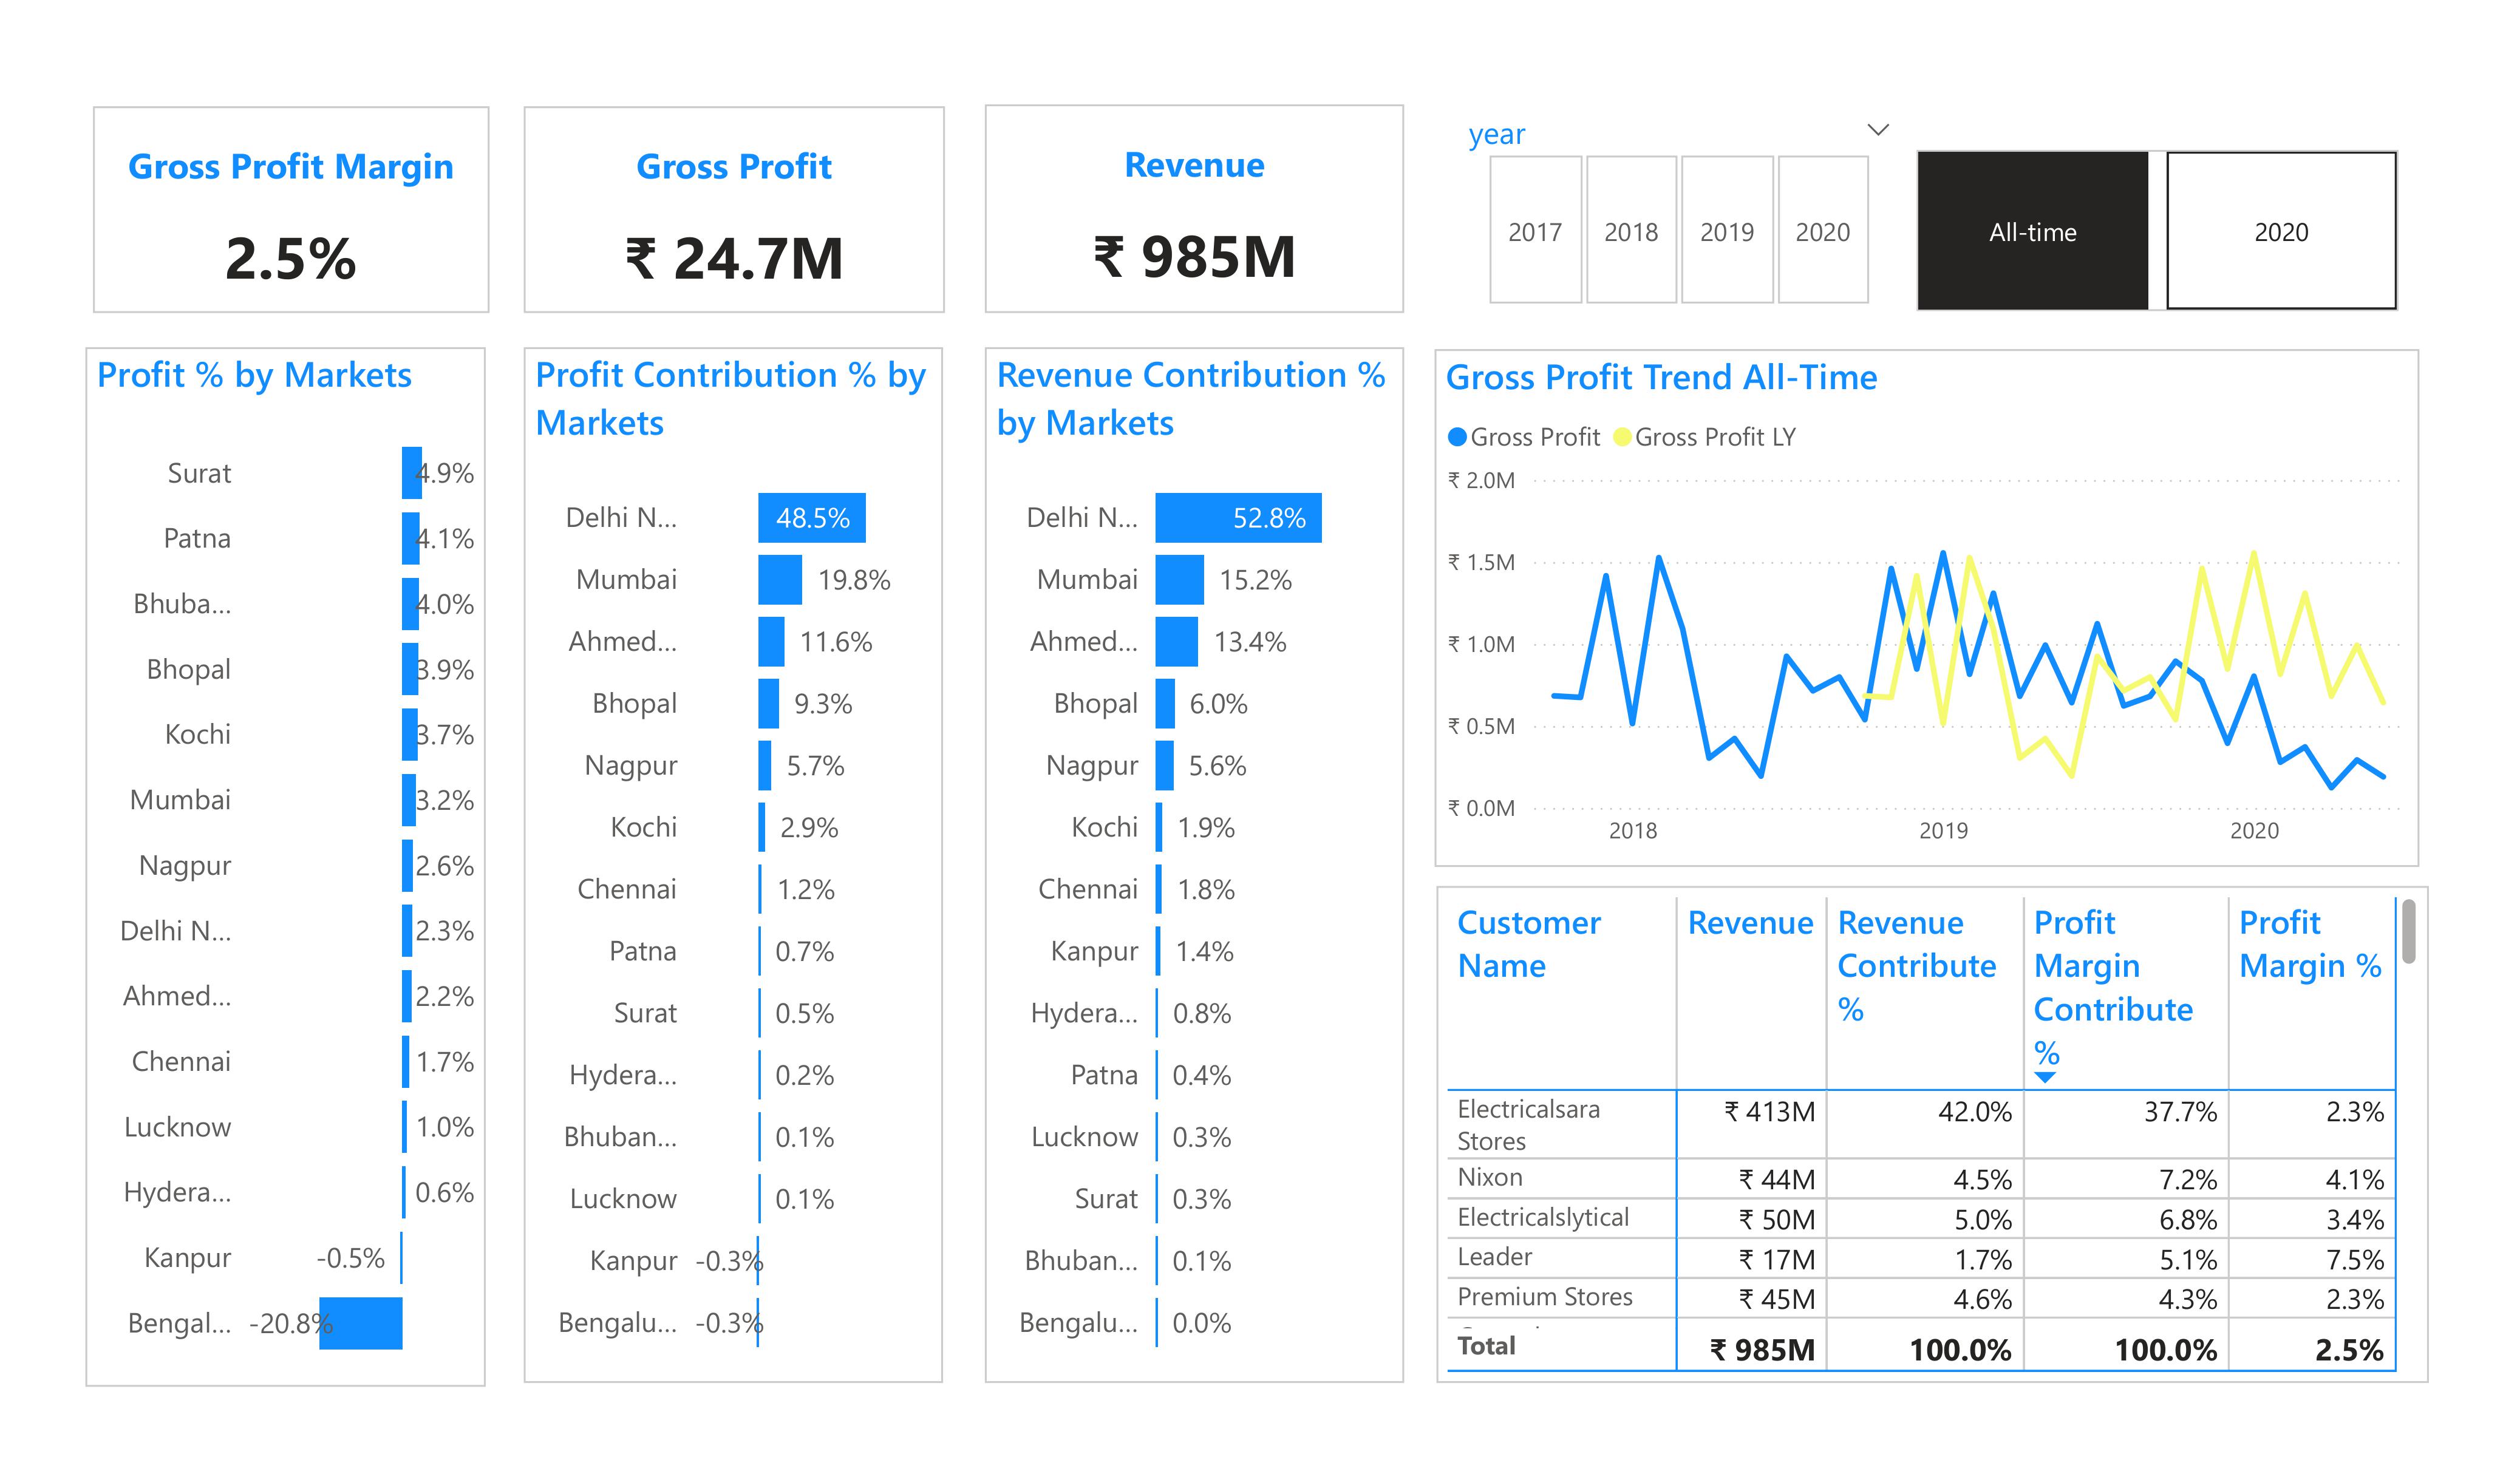 Gross Profit Margin
2.5%
Gross Profit
₹ 24.7M
Revenue
₹ 985M
year
2017 2018 2019 2020
All-time 2020
Profit % by Markets
Surat 4.9%
Patna 4.1%
Bhuba... 4.0%
Bhopal 3.9%
Kochi 3.7%
Mumbai 3.2%
Nagpur 2.6%
Delhi N... 2.3%
Ahmed... 2.2%
Chennai 1.7%
Lucknow 1.0%
Hydera... 0.6%
Kanpur -0.5%
Bengal... -20.8%
Profit Contribution % by
Markets
Delhi N... 48.5%
Mumbai 19.8%
Ahmed... 11.6%
Bhopal 9.3%
Nagpur 5.7%
Kochi 2.9%
Chennai 1.2%
Patna 0.7%
Surat 0.5%
Hydera... 0.2%
Bhuban... 0.1%
Lucknow 0.1%
Kanpur -0.3%
Bengalu... -0.3%
Revenue Contribution %
by Markets
Delhi N... 52.8%
Mumbai 15.2%
Ahmed... 13.4%
Bhopal 6.0%
Nagpur 5.6%
Kochi 1.9%
Chennai 1.8%
Kanpur 1.4%
Hydera... 0.8%
Patna 0.4%
Lucknow 0.3%
Surat 0.3%
Bhuban... 0.1%
Bengalu... 0.0%
Gross Profit Trend All-Time
Gross Profit Gross Profit LY
₹ 2.0M
₹ 1.5M
₹ 1.0M
₹ 0.5M
₹ 0.0M
2018 2019 2020
Customer Revenue Revenue Profit Profit
Name Contribute Margin Margin %
% Contribute
%
Electricalsara ₹ 413M 42.0% 37.7% 2.3%
Stores
Nixon ₹ 44M 4.5% 7.2% 4.1%
Electricalslytical ₹ 50M 5.0% 6.8% 3.4%
Leader ₹ 17M 1.7% 5.1% 7.5%
Premium Stores ₹ 45M 4.6% 4.3% 2.3%
Total ₹ 985M 100.0% 100.0% 2.5%